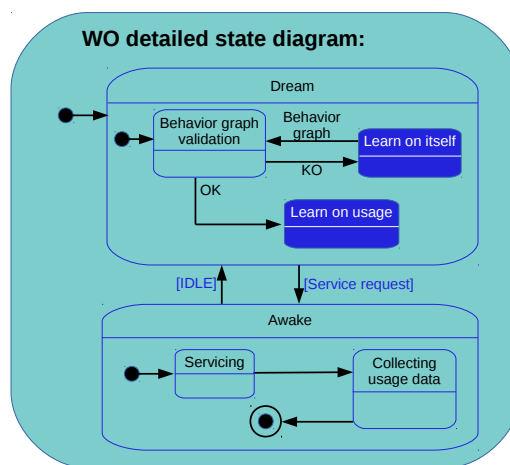 WO detailed state diagram:
Dream
Behavior graph
validation
Behavior
graph
Learn on itself
KO
OK
Learn on usage
[IDLE]
[Service request]
Awake
Servicing
Collecting
usage data